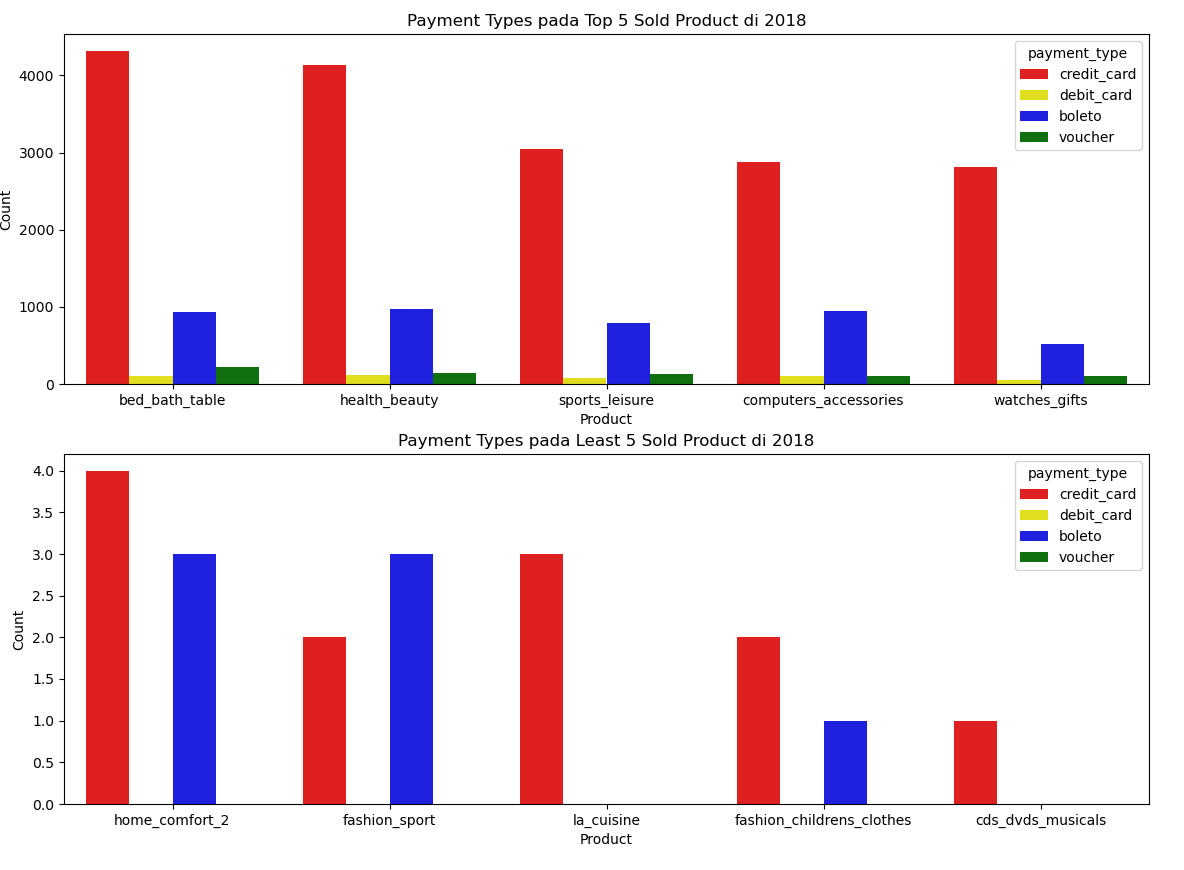 Payment Types pada Top 5 Sold Product di 2018
payment_type
credit_card
debit_card
boleto
voucher
4000
3000
2000
1000
0
Count
bed_bath_table health_beauty sports_leisure computers_accessories watches_gifts
Product
Payment Types pada Least 5 Sold Product di 2018
payment_type
credit_card
debit_card
boleto
voucher
4.0
3.5
3.0
2.5
2.0
1.5
1.0
0.5
0.0
Count
home_comfort_2 fashion_sport la_cuisine fashion_childrens_clothes cds_dvds_musicals
Product